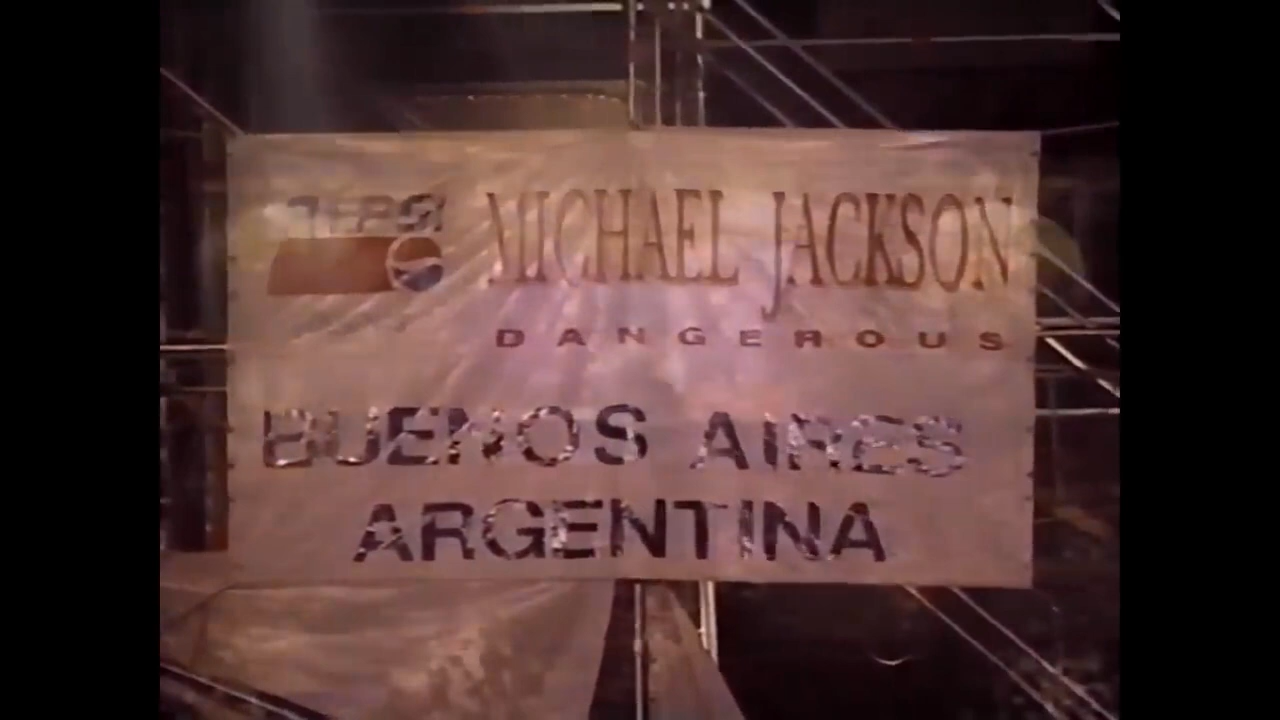 PEPSI
MICHAEL JACKSON
DANGEROUS
BUENOS AIRES
ARGENTINA